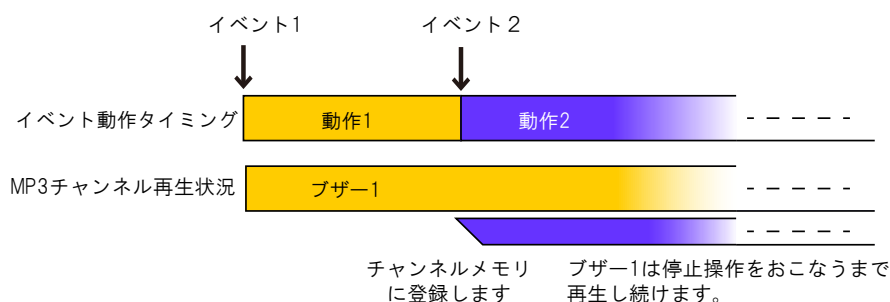 イベント1
イベント２
イベント動作タイミング
動作1
動作2
MP3チャンネル再生状況
ブザー1
チャンネルメモリ
に登録します
ブザー1は停止操作をおこなうまで
再生し続けます。